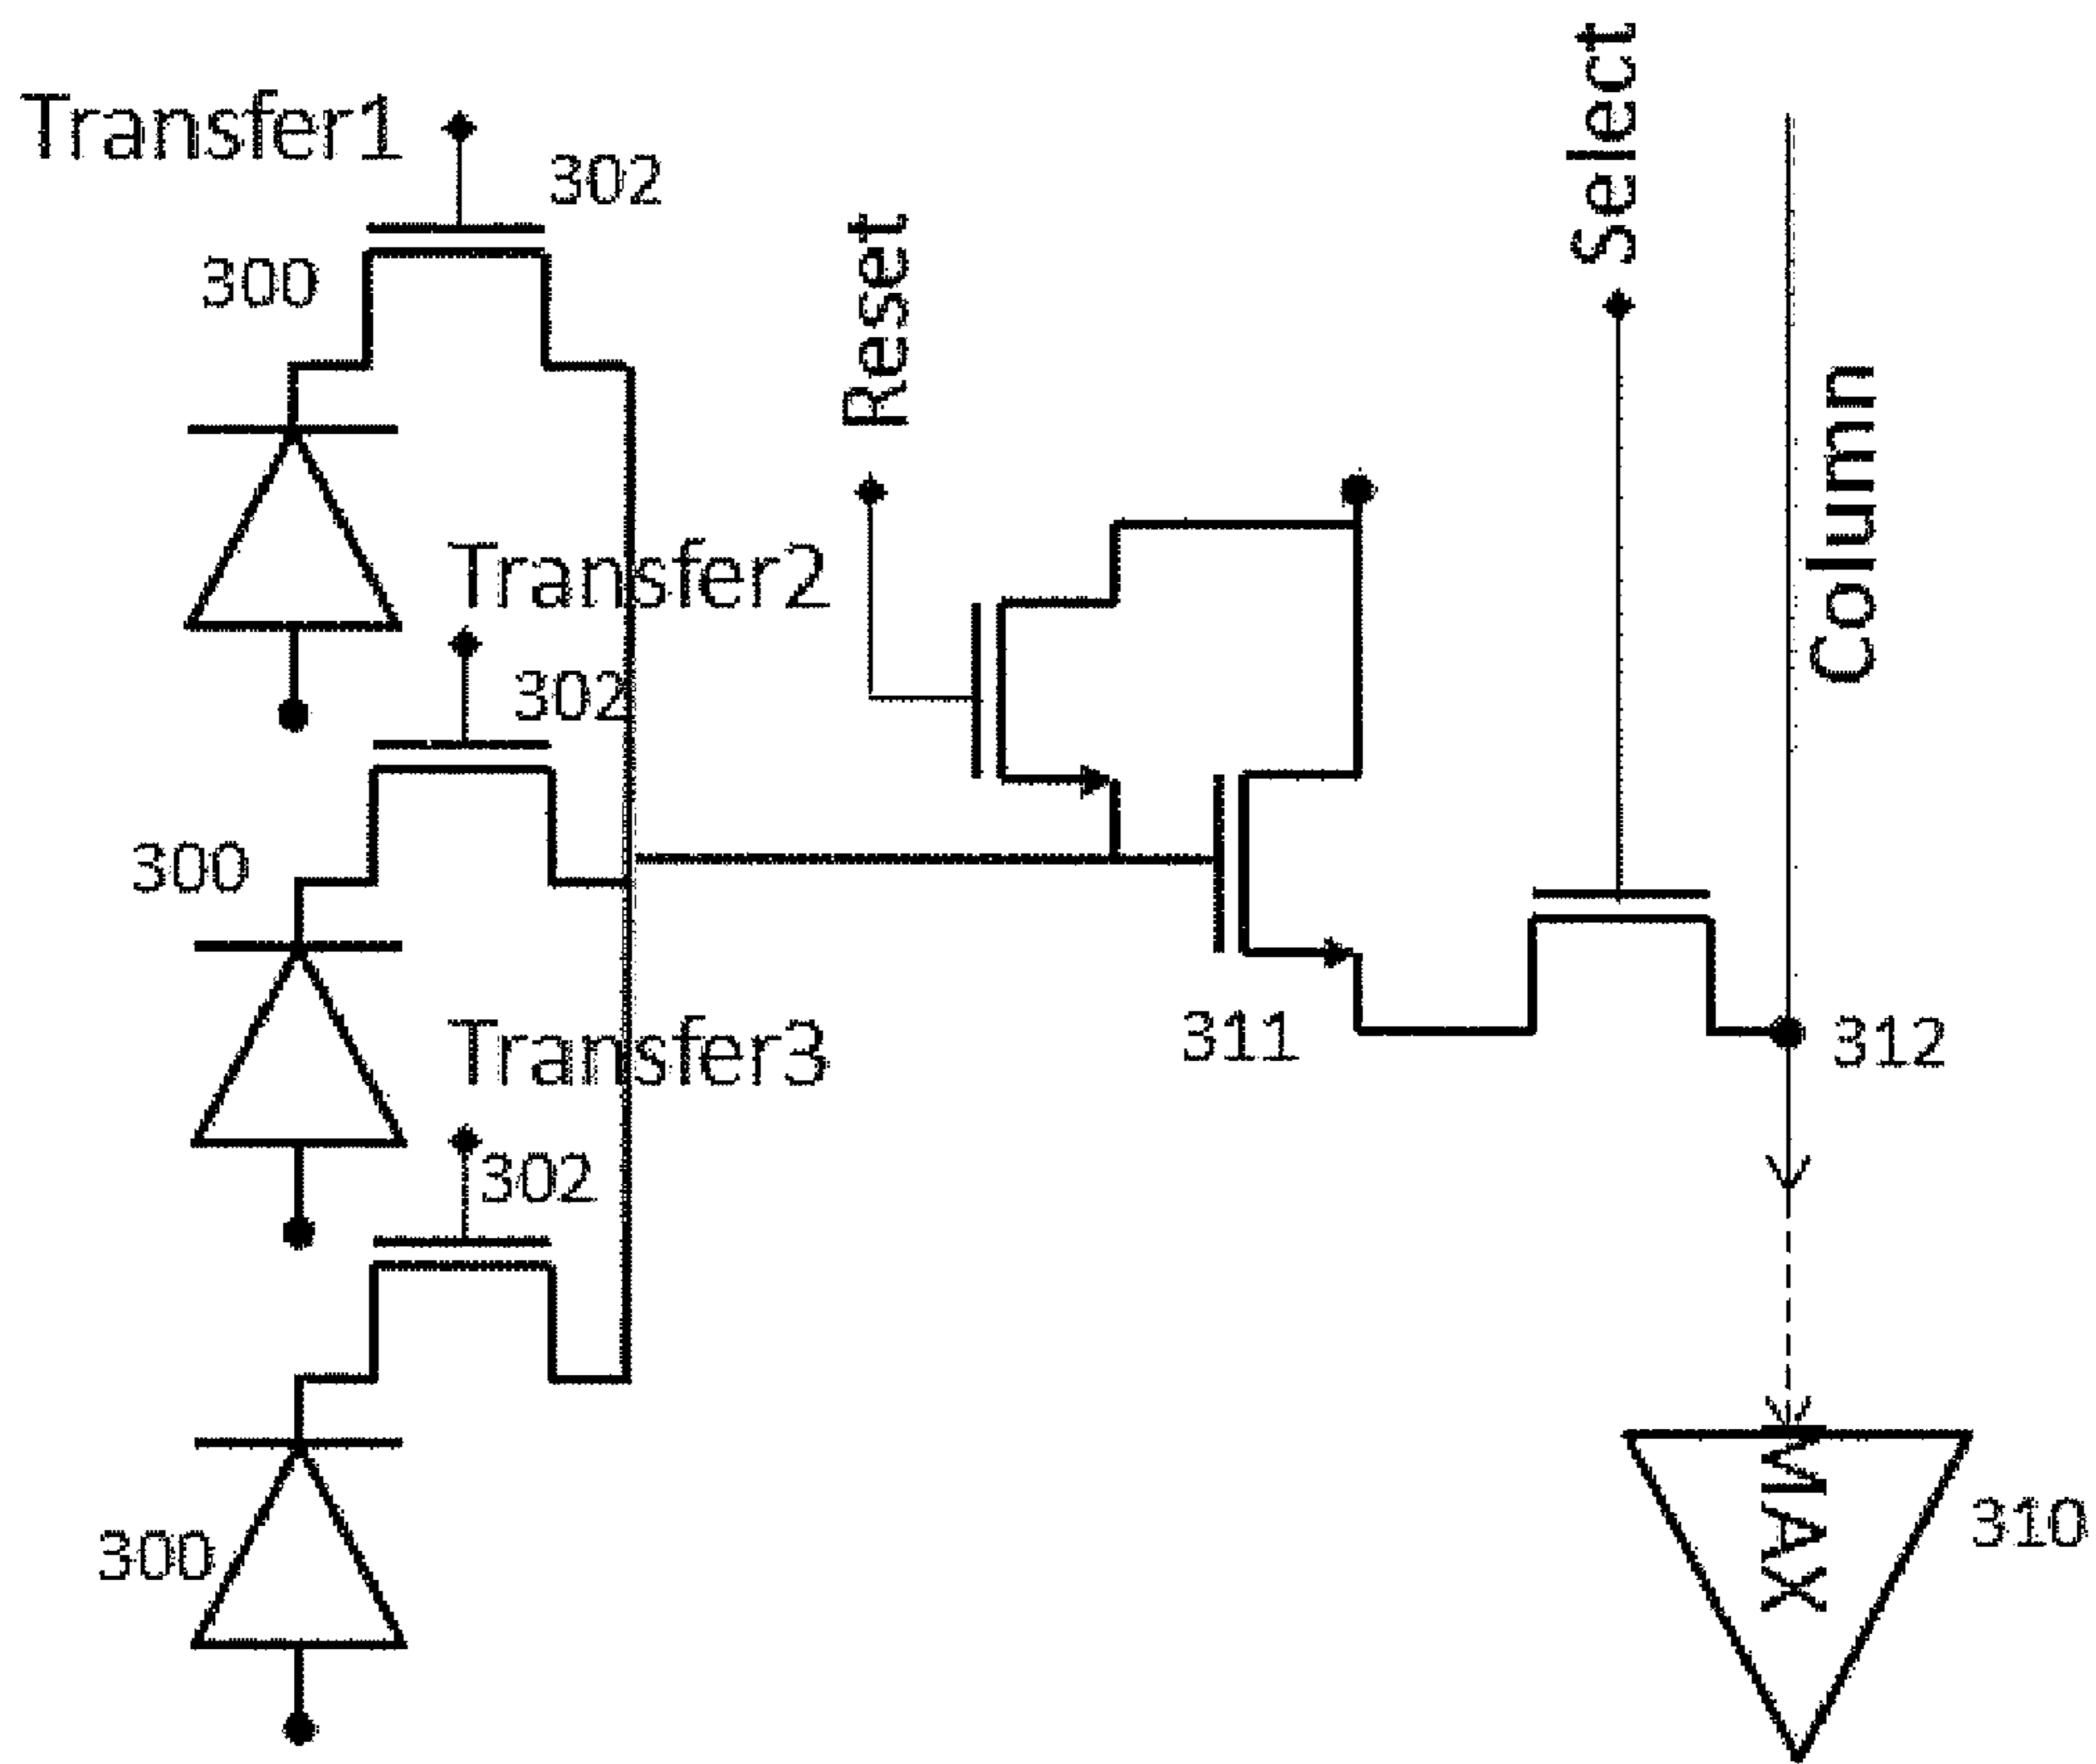 Transfer1
302
300
Reset
Select
Column
Transfer2
302
300
Transfer3
302
311
312
300
MAX
310